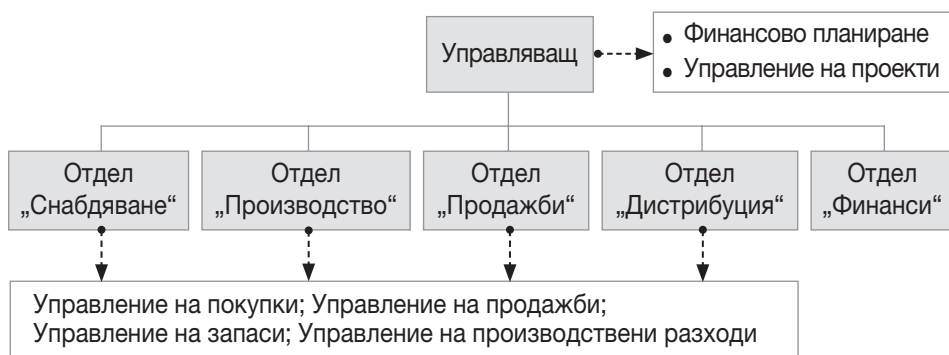 Управляващ
• Финансово планиране
• Управление на проекти
Отдел
„Снабдяване“
Отдел
„Производство“
Отдел
„Продажби“
Отдел
„Дистрибуция“
Отдел
„Финанси“
Управление на покупки; Управление на продажби;
Управление на запаси; Управление на производствени разходи